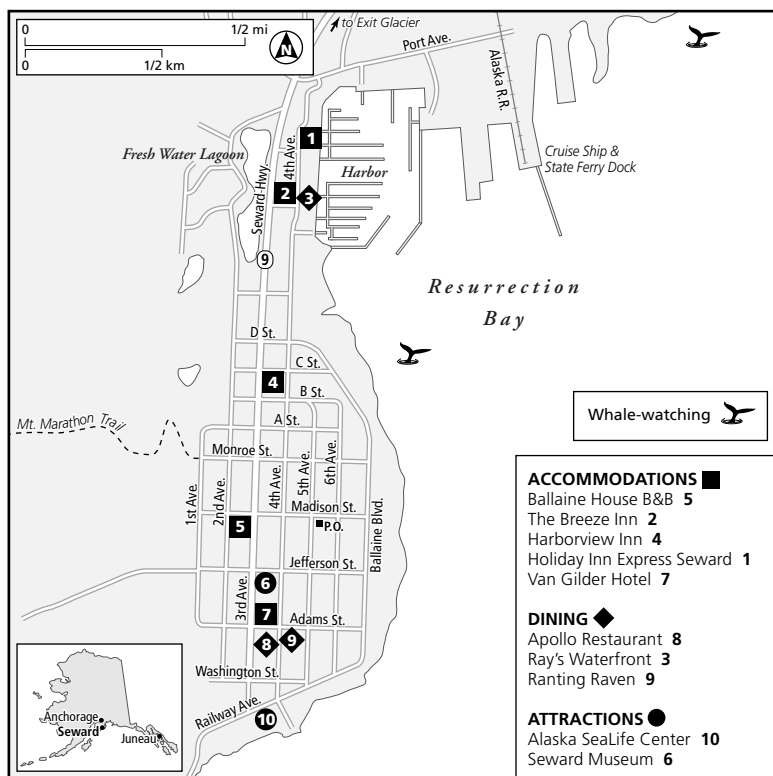 0 1/2 mi
0 1/2 km
N
to Exit Glacier
Port Ave.
Alaska R.R.
Fresh Water Lagoon
Seward Hwy.
4th Ave.
1
Harbor
Cruise Ship &
State Ferry Dock
2
3
9
Resurrection
Bay
D St.
C St.
4
B St.
A St.
Mt. Marathon Trail
Monroe St.
1st Ave.
2nd Ave.
4th Ave.
5th Ave.
6th Ave.
Madison St.
P.O.
Ballaine Blvd.
5
Jefferson St.
6
3rd Ave.
7
Adams St.
8
9
Washington St.
Railway Ave.
10
Anchorage
Seward
Juneau
Whale-watching
ACCOMMODATIONS
Ballaine House B&B 5
The Breeze Inn 2
Harborview Inn 4
Holiday Inn Express Seward 1
Van Gilder Hotel 7
DINING
Apollo Restaurant 8
Ray's Waterfront 3
Ranting Raven 9
ATTRACTIONS
Alaska SeaLife Center 10
Seward Museum 6